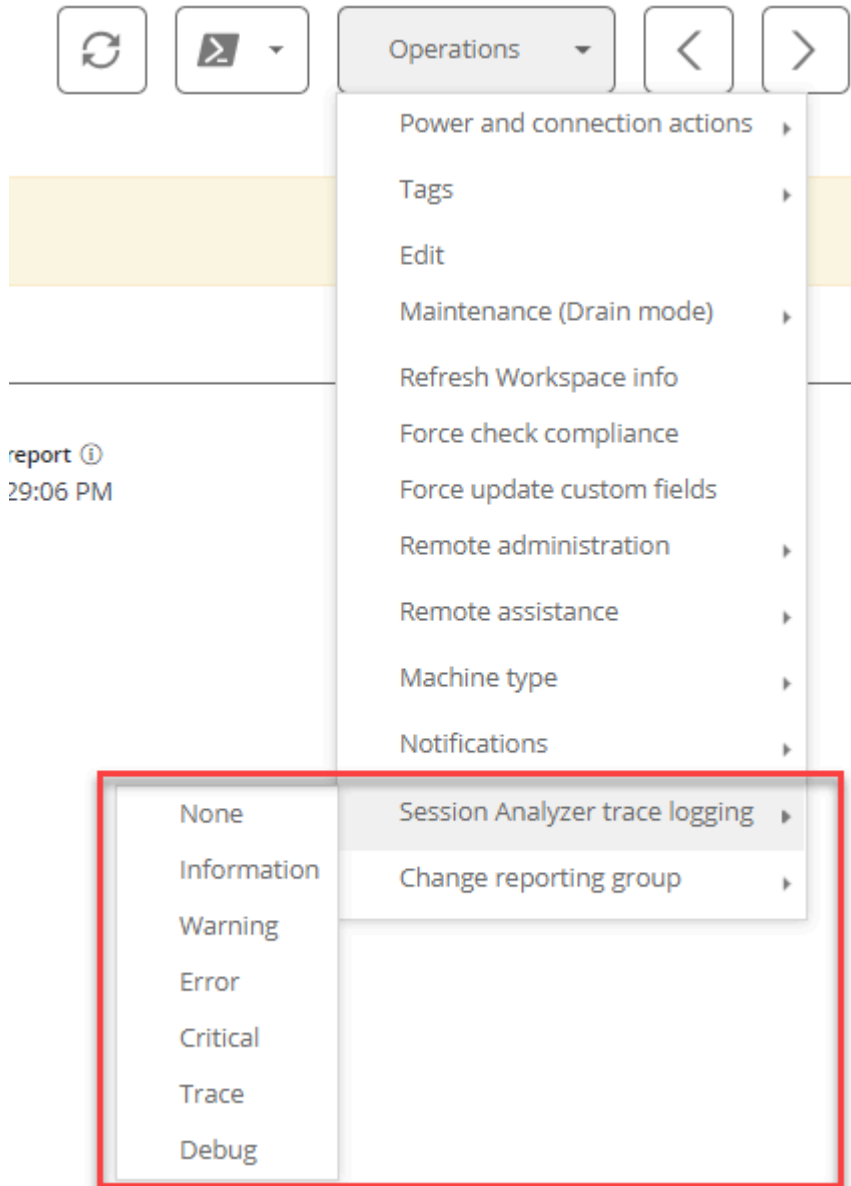 Operations
Power and connection actions
Tags
Edit
Maintenance (Drain mode)
Refresh Workspace info
report
Force check compliance
29:06 PM
Force update custom fields
Remote administration
Remote assistance
Machine type
Notifications
Session Analyzer trace logging
Change reporting group
None
Information
Warning
Error
Critical
Trace
Debug